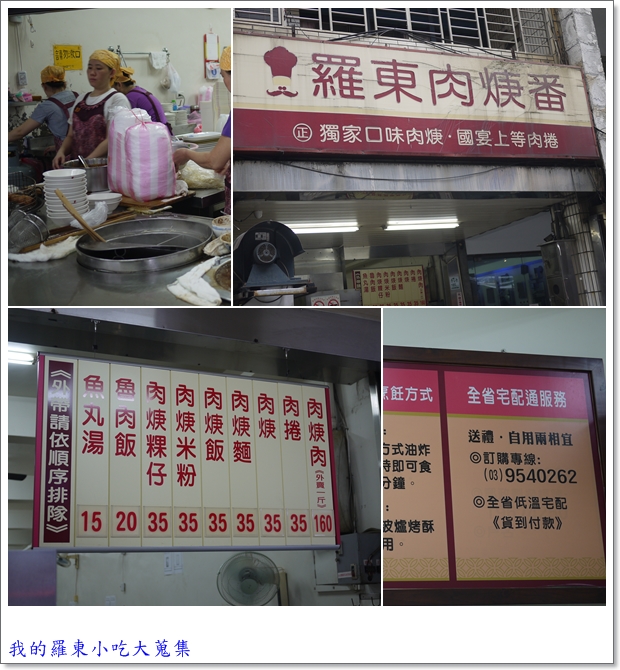 羅東肉焿番
㊣ 獨家口味肉焿‧國宴上等肉捲
《外帶請依順序排隊》
魚丸湯 15
魯肉飯 20
肉焿粿仔 35
肉焿米粉 35
肉焿飯 35
肉焿麵 35
肉焿 35
肉捲 35
肉焿肉(外賣一斤) 160
烹飪方式
方式油炸
時即可食
分鐘。
波爐烤酥
用。
全省宅配通服務
送禮‧自用兩相宜
◎訂購專線:
(03)9540262
◎全省低溫宅配
《貨到付款》
我的羅東小吃大蒐集